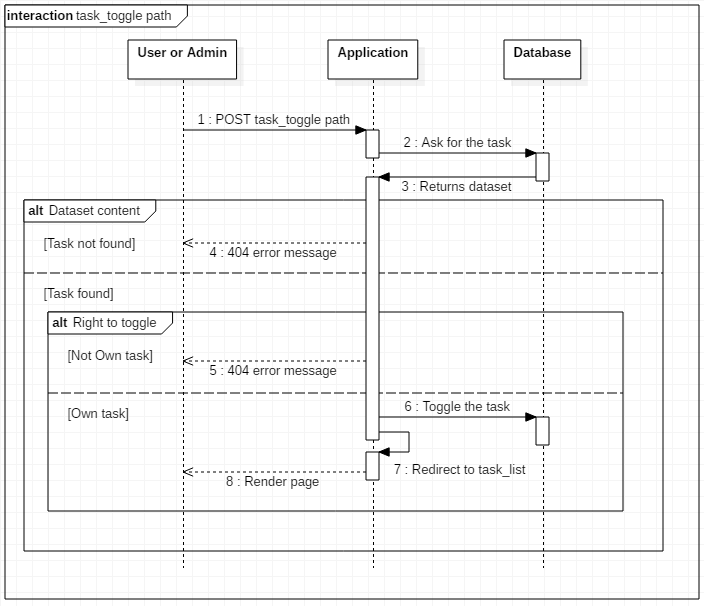 interaction task_toggle path
User or Admin
Application
Database
1 : POST task_toggle path
2 : Ask for the task
3 : Returns dataset
alt Dataset content
[Task not found]
4 : 404 error message
[Task found]
alt Right to toggle
[Not Own task]
5 : 404 error message
[Own task]
6 : Toggle the task
7 : Redirect to task_list
8 : Render page